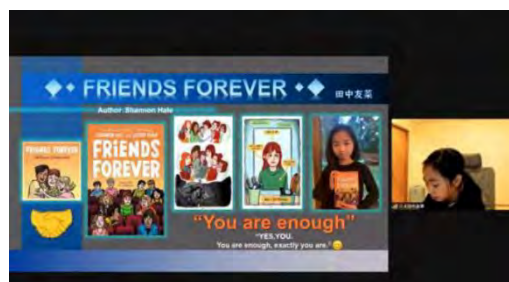 FRIENDS FOREVER
田中友菜
Author: Shannon Hale
FRIENDS FOREVER
FRIENDS
FOREVER
"You are enough"
"YES,YOU.
You are enough, exactly you are."